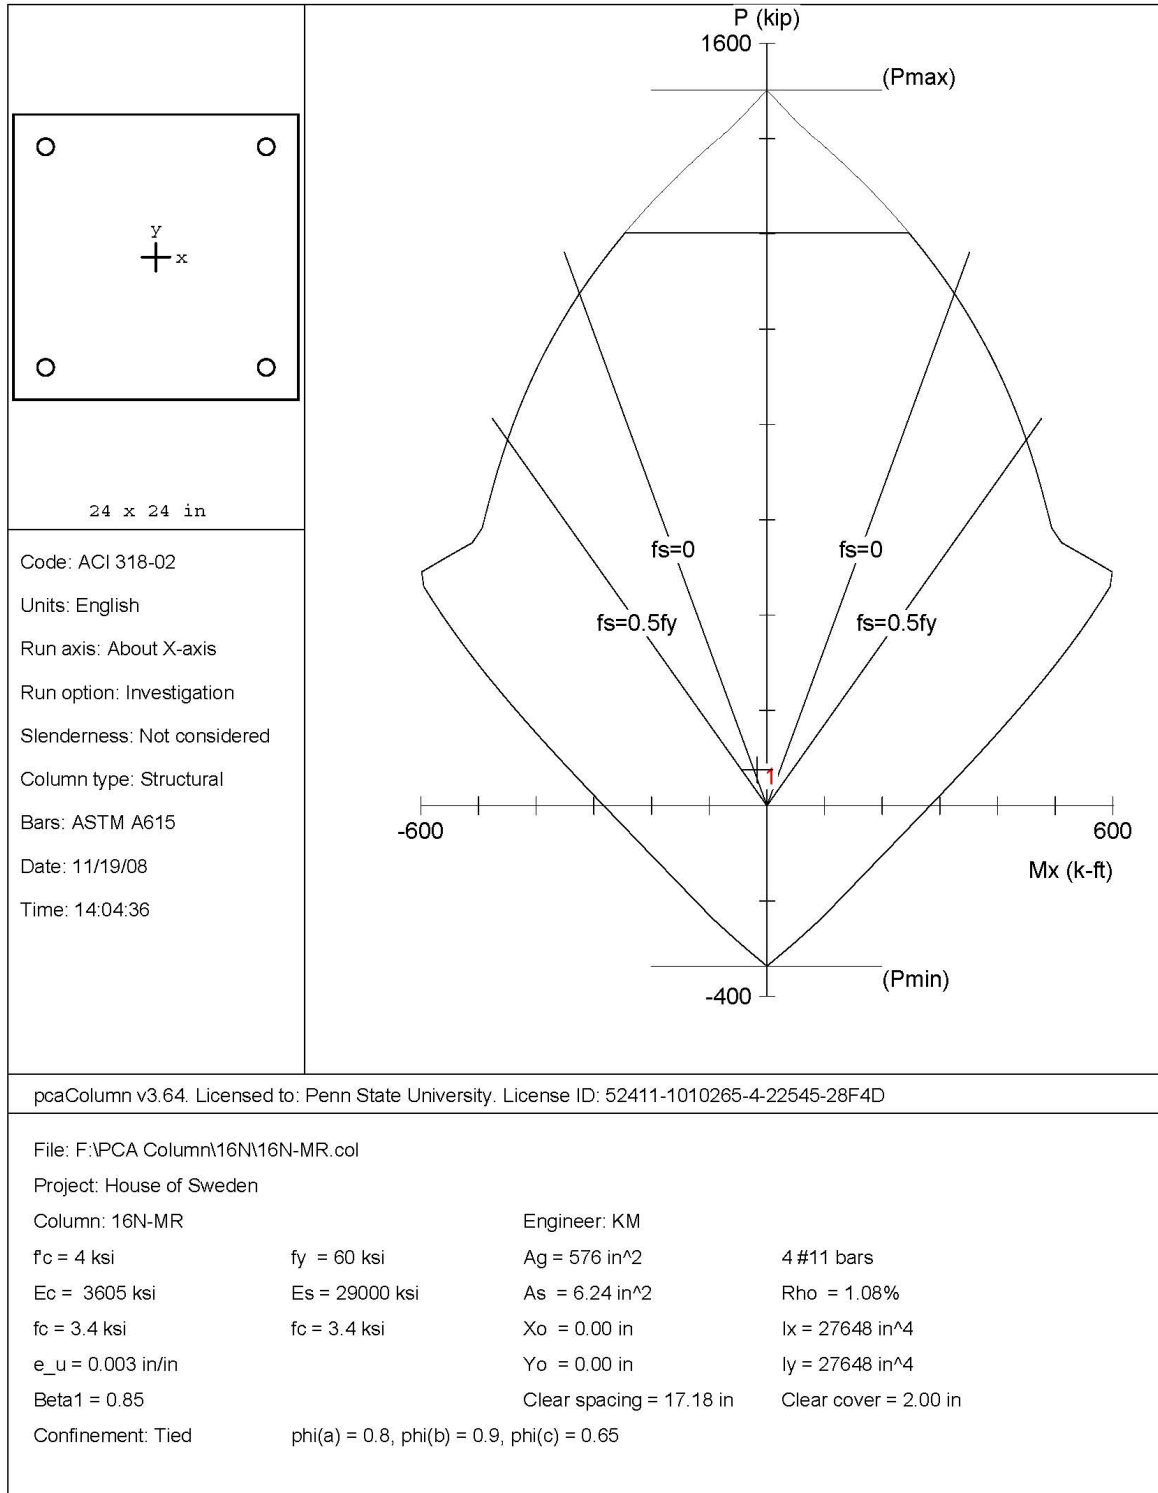 P (kip)
1600
(Pmax)
y
x
24 x 24 in
fs=0
fs=0
fs=0.5fy
fs=0.5fy
1
-600
600
Mx (k-ft)
(Pmin)
-400
Code: ACI 318-02
Units: English
Run axis: About X-axis
Run option: Investigation
Slenderness: Not considered
Column type: Structural
Bars: ASTM A615
Date: 11/19/08
Time: 14:04:36
pcaColumn v3.64. Licensed to: Penn State University. License ID: 52411-1010265-4-22545-28F4D
File: F:\PCA Column\16N\16N-MR.col
Project: House of Sweden
Column: 16N-MR Engineer: KM
f'c = 4 ksi fy = 60 ksi Ag = 576 in^2 4 #11 bars
Ec = 3605 ksi Es = 29000 ksi As = 6.24 in^2 Rho = 1.08%
fc = 3.4 ksi fc = 3.4 ksi Xo = 0.00 in Ix = 27648 in^4
e_u = 0.003 in/in Yo = 0.00 in Iy = 27648 in^4
Beta1 = 0.85 Clear spacing = 17.18 in Clear cover = 2.00 in
Confinement: Tied phi(a) = 0.8, phi(b) = 0.9, phi(c) = 0.65